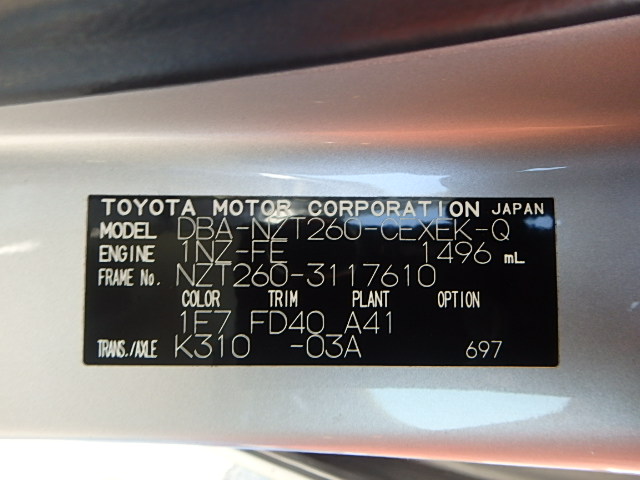 TOYOTA MOTOR CORPORATION JAPAN
MODEL DBA-NZT260-CEXEK-Q
ENGINE 1NZ-FE 1496 mL
FRAME No. NZT260-3117610
COLOR TRIM PLANT OPTION
1E7 FD40 A41
TRANS./AXLE K310 -03A 697